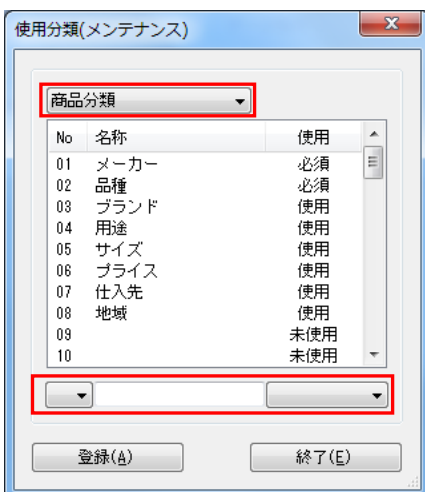 使用分類(メンテナンス)
商品分類
No 名称 使用
01 メーカー 必須
02 品種 必須
03 ブランド 使用
04 用途 使用
05 サイズ 使用
06 プライス 使用
07 仕入先 使用
08 地域 使用
09 未使用
10 未使用
登録(A) 終了(E)